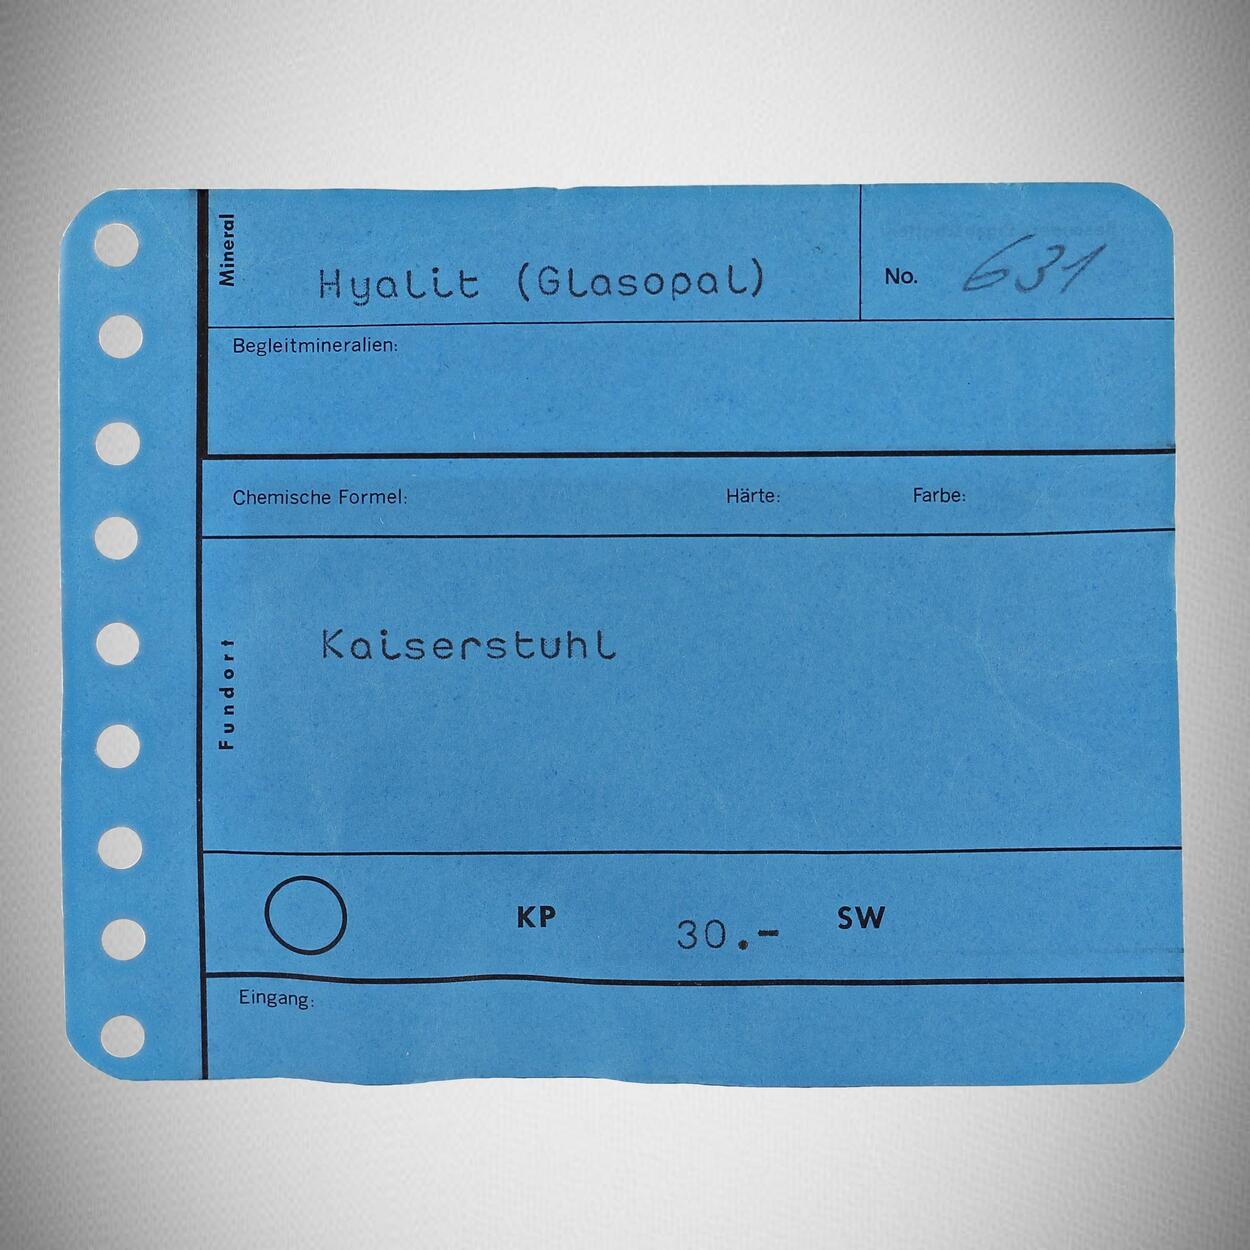 Mineral
Hyalit (Glasopal)
No. 631
Begleitmineralien:
Chemische Formel: Härte: Farbe:
Fundort
Kaiserstuhl
KP 30.- SW
Eingang: